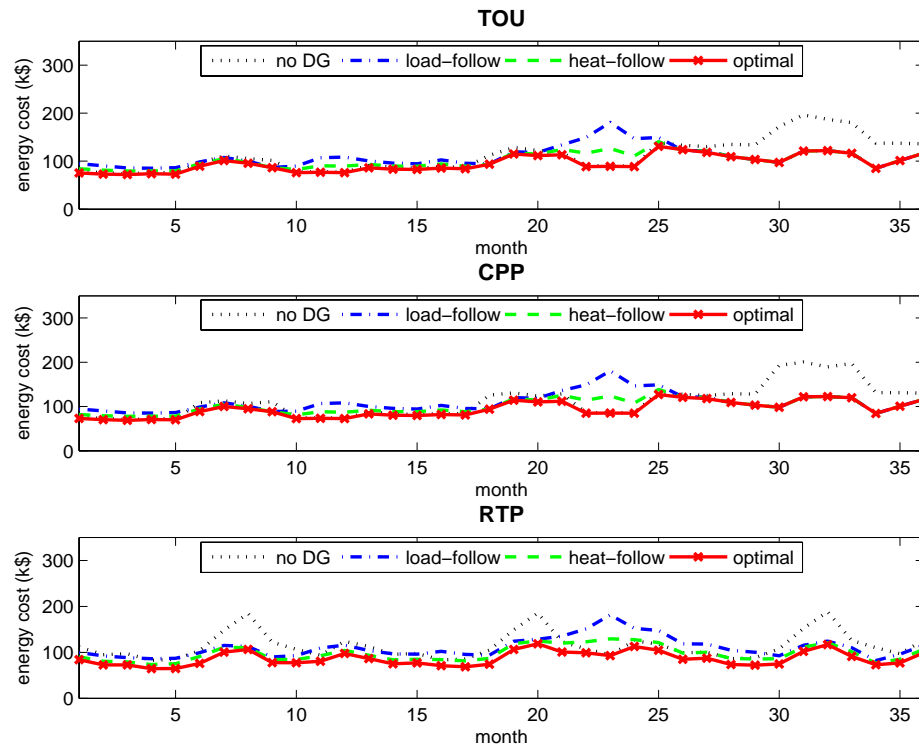 TOU
no DG load-follow heat-follow optimal
energy cost (k$)
300
200
100
0
5 10 15 20 25 30 35
month
CPP
no DG load-follow heat-follow optimal
energy cost (k$)
300
200
100
0
5 10 15 20 25 30 35
month
RTP
no DG load-follow heat-follow optimal
energy cost (k$)
300
200
100
0
5 10 15 20 25 30 35
month